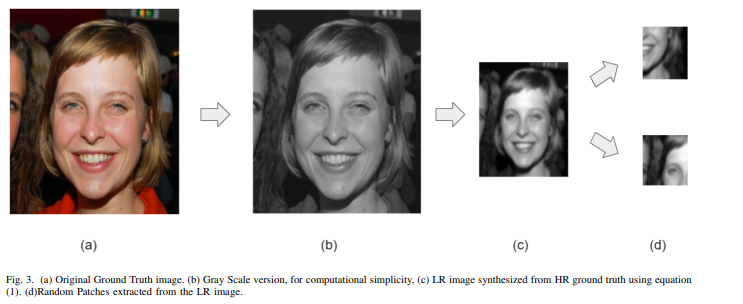 (a) (b) (c) (d)
Fig. 3. (a) Original Ground Truth image. (b) Gray Scale version, for computational simplicity, (c) LR image synthesized from HR ground truth using equation
(1). (d)Random Patches extracted from the LR image.